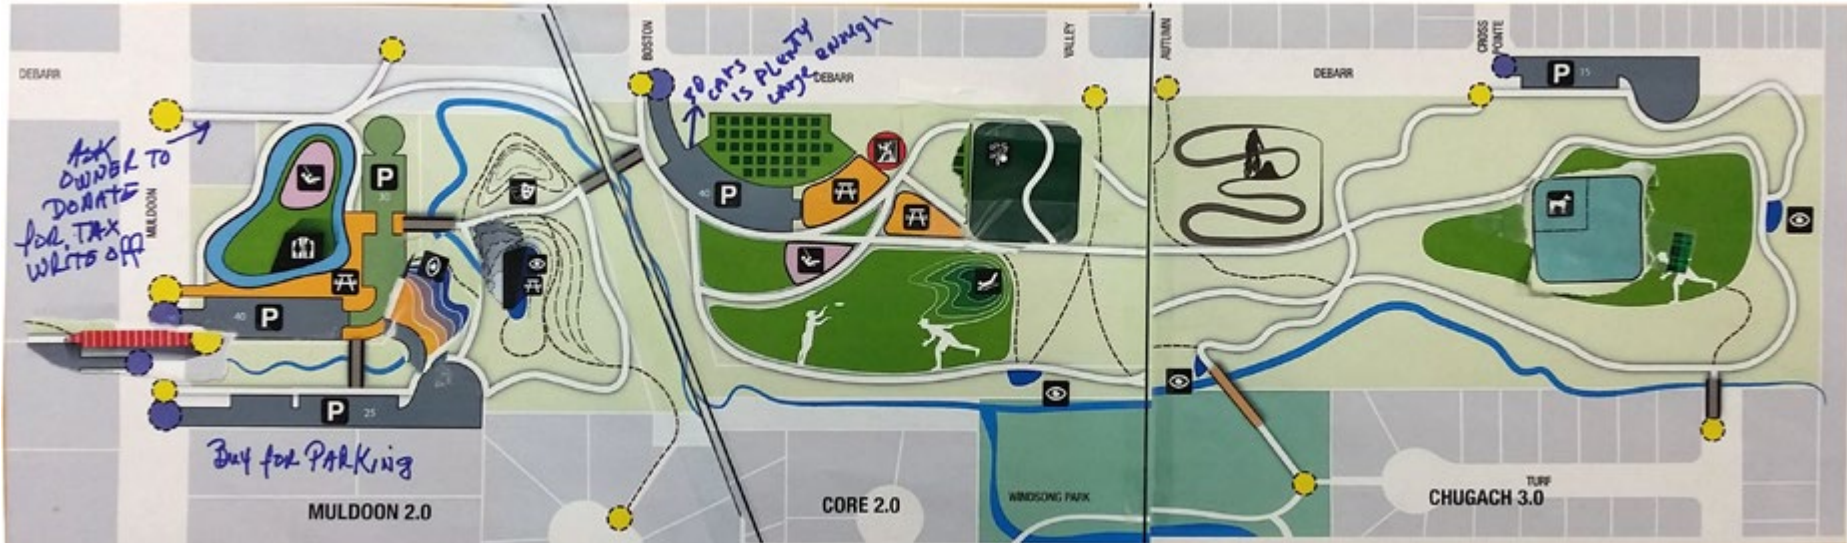 DEBARR
ASK
OWNER TO
DONATE
FOR TAX
WRITE OFF
MULDOON
P
30
40
P
P
25
Buy for PARKING
MULDOON 2.0
BOSTON
CARS
IS PLENTY
LARGE ENOUGH
DEBARR
VALLEY
40
P
CORE 2.0
WINDSONG PARK
AUTUMN
DEBARR
CROSS
POINTE
P
15
TURF
CHUGACH 3.0